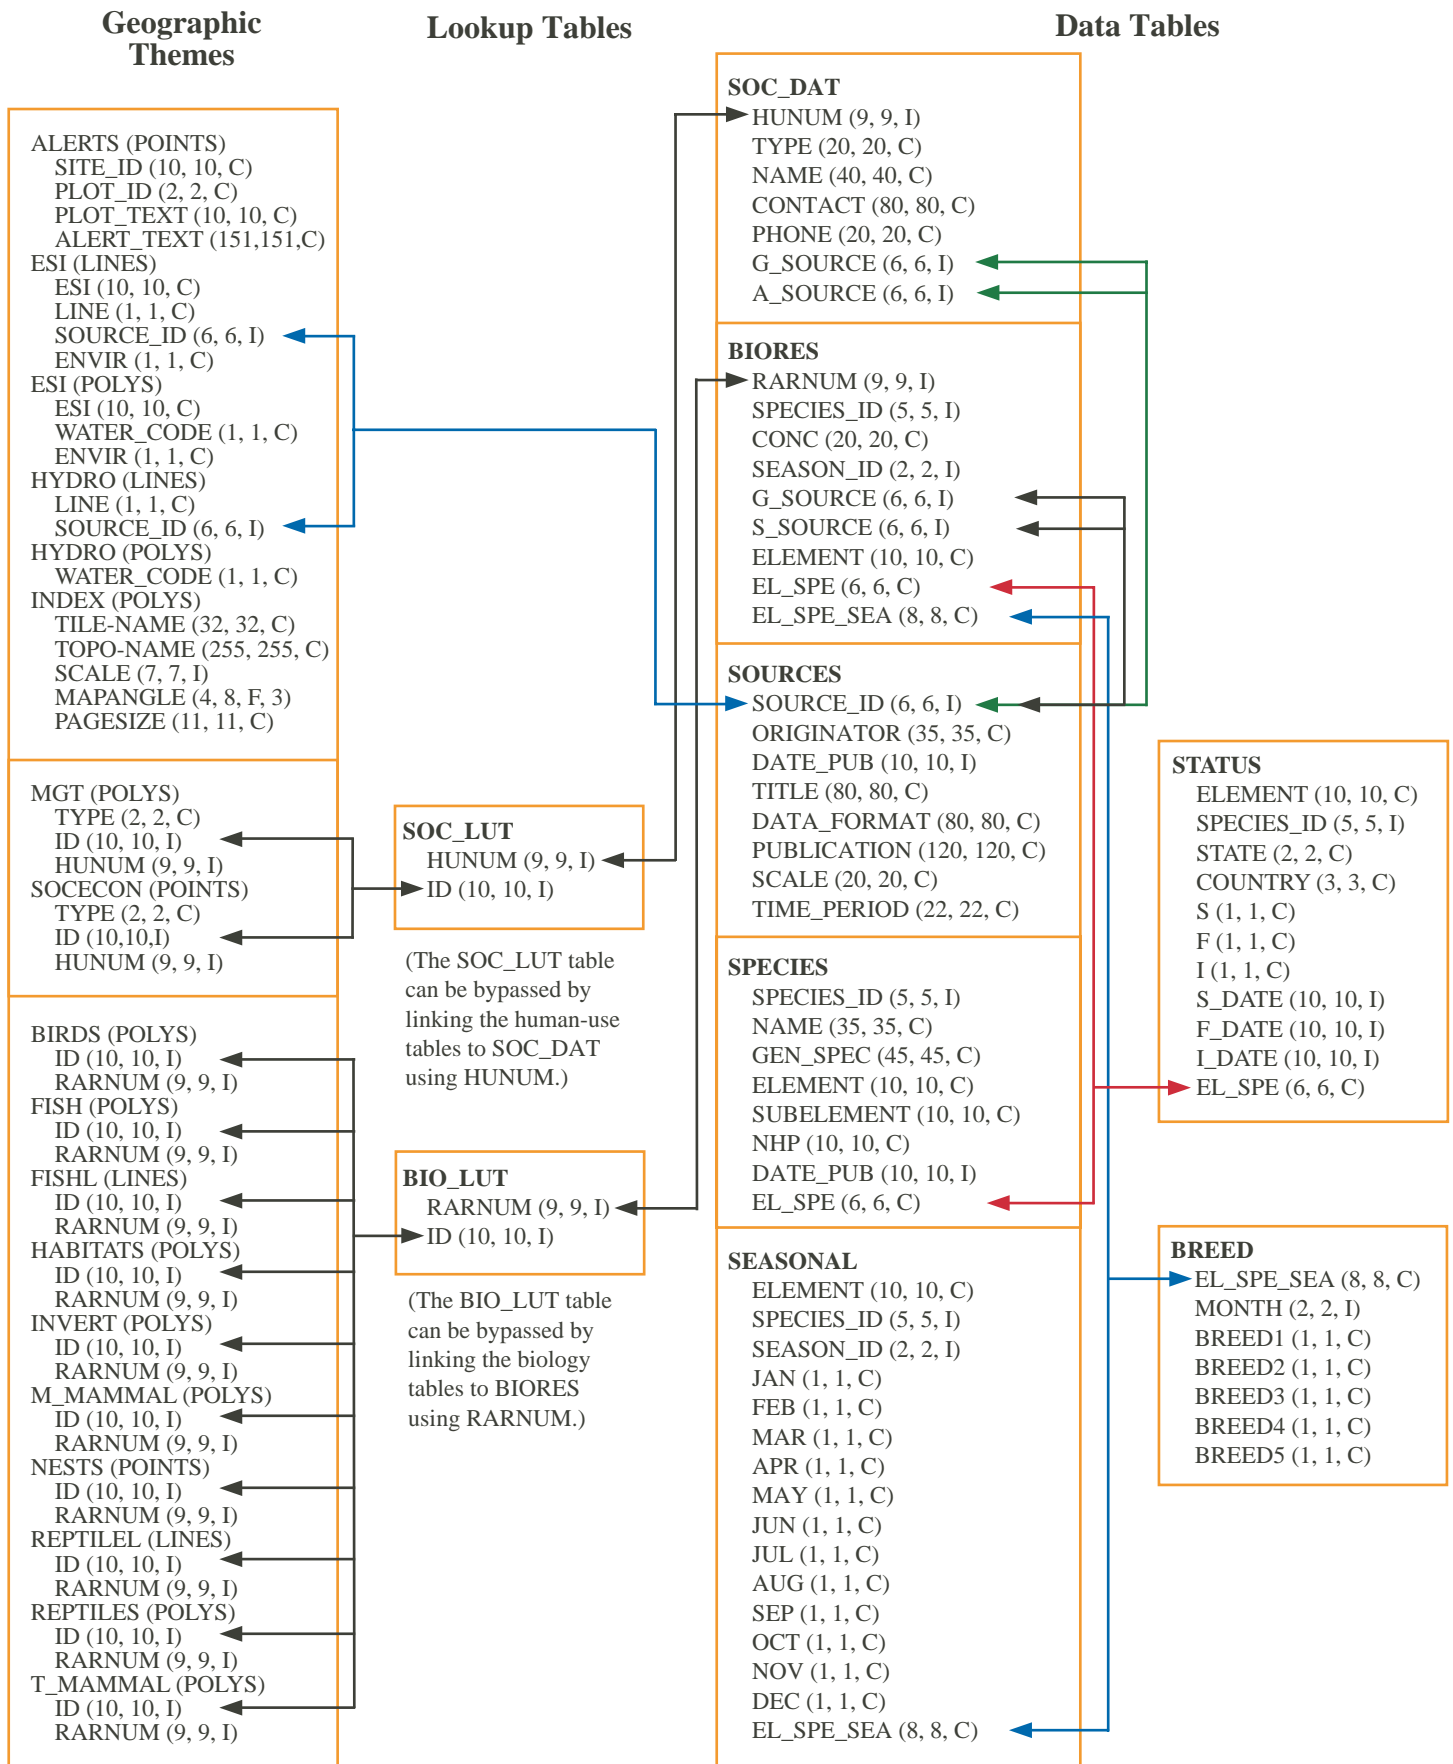 Geographic
Themes
Lookup Tables
Data Tables
ALERTS (POINTS)
SITE_ID (10, 10, C)
PLOT_ID (2, 2, C)
PLOT_TEXT (10, 10, C)
ALERT_TEXT (151,151,C)
ESI (LINES)
ESI (10, 10, C)
LINE (1, 1, C)
SOURCE_ID (6, 6, I)
ENVIR (1, 1, C)
ESI (POLYS)
ESI (10, 10, C)
WATER_CODE (1, 1, C)
ENVIR (1, 1, C)
HYDRO (LINES)
LINE (1, 1, C)
SOURCE_ID (6, 6, I)
HYDRO (POLYS)
WATER_CODE (1, 1, C)
INDEX (POLYS)
TILE-NAME (32, 32, C)
TOPO-NAME (255, 255, C)
SCALE (7, 7, I)
MAPANGLE (4, 8, F, 3)
PAGESIZE (11, 11, C)
MGT (POLYS)
TYPE (2, 2, C)
ID (10, 10, I)
HUNUM (9, 9, I)
SOCECON (POINTS)
TYPE (2, 2, C)
ID (10,10,I)
HUNUM (9, 9, I)
BIRDS (POLYS)
ID (10, 10, I)
RARNUM (9, 9, I)
FISH (POLYS)
ID (10, 10, I)
RARNUM (9, 9, I)
FISHL (LINES)
ID (10, 10, I)
RARNUM (9, 9, I)
HABITATS (POLYS)
ID (10, 10, I)
RARNUM (9, 9, I)
INVERT (POLYS)
ID (10, 10, I)
RARNUM (9, 9, I)
M_MAMMAL (POLYS)
ID (10, 10, I)
RARNUM (9, 9, I)
NESTS (POINTS)
ID (10, 10, I)
RARNUM (9, 9, I)
REPTILEL (LINES)
ID (10, 10, I)
RARNUM (9, 9, I)
REPTILES (POLYS)
ID (10, 10, I)
RARNUM (9, 9, I)
T_MAMMAL (POLYS)
ID (10, 10, I)
RARNUM (9, 9, I)
SOC_LUT
HUNUM (9, 9, I)
ID (10, 10, I)
(The SOC_LUT table
can be bypassed by
linking the human-use
tables to SOC_DAT
using HUNUM.)
BIO_LUT
RARNUM (9, 9, I)
ID (10, 10, I)
(The BIO_LUT table
can be bypassed by
linking the biology
tables to BIORES
using RARNUM.)
SOC_DAT
HUNUM (9, 9, I)
TYPE (20, 20, C)
NAME (40, 40, C)
CONTACT (80, 80, C)
PHONE (20, 20, C)
G_SOURCE (6, 6, I)
A_SOURCE (6, 6, I)
BIORES
RARNUM (9, 9, I)
SPECIES_ID (5, 5, I)
CONC (20, 20, C)
SEASON_ID (2, 2, I)
G_SOURCE (6, 6, I)
S_SOURCE (6, 6, I)
ELEMENT (10, 10, C)
EL_SPE (6, 6, C)
EL_SPE_SEA (8, 8, C)
SOURCES
SOURCE_ID (6, 6, I)
ORIGINATOR (35, 35, C)
DATE_PUB (10, 10, I)
TITLE (80, 80, C)
DATA_FORMAT (80, 80, C)
PUBLICATION (120, 120, C)
SCALE (20, 20, C)
TIME_PERIOD (22, 22, C)
SPECIES
SPECIES_ID (5, 5, I)
NAME (35, 35, C)
GEN_SPEC (45, 45, C)
ELEMENT (10, 10, C)
SUBELEMENT (10, 10, C)
NHP (10, 10, C)
DATE_PUB (10, 10, I)
EL_SPE (6, 6, C)
SEASONAL
ELEMENT (10, 10, C)
SPECIES_ID (5, 5, I)
SEASON_ID (2, 2, I)
JAN (1, 1, C)
FEB (1, 1, C)
MAR (1, 1, C)
APR (1, 1, C)
MAY (1, 1, C)
JUN (1, 1, C)
JUL (1, 1, C)
AUG (1, 1, C)
SEP (1, 1, C)
OCT (1, 1, C)
NOV (1, 1, C)
DEC (1, 1, C)
EL_SPE_SEA (8, 8, C)
STATUS
ELEMENT (10, 10, C)
SPECIES_ID (5, 5, I)
STATE (2, 2, C)
COUNTRY (3, 3, C)
S (1, 1, C)
F (1, 1, C)
I (1, 1, C)
S_DATE (10, 10, I)
F_DATE (10, 10, I)
I_DATE (10, 10, I)
EL_SPE (6, 6, C)
BREED
EL_SPE_SEA (8, 8, C)
MONTH (2, 2, I)
BREED1 (1, 1, C)
BREED2 (1, 1, C)
BREED3 (1, 1, C)
BREED4 (1, 1, C)
BREED5 (1, 1, C)